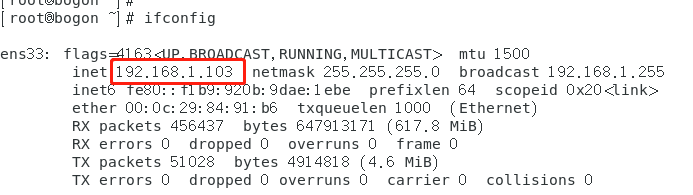 [root@bogon ~]#
[root@bogon ~]# ifconfig
ens33: flags=4163<UP,BROADCAST,RUNNING,MULTICAST>  mtu 1500
inet 192.168.1.103  netmask 255.255.255.0  broadcast 192.168.1.255
inet6 fe80::f1b9:920b:9dae:1ebe  prefixlen 64  scopeid 0x20<link>
ether 00:0c:29:84:91:b6  txqueuelen 1000  (Ethernet)
RX packets 456437  bytes 647913171 (617.8 MiB)
RX errors 0  dropped 0  overruns 0  frame 0
TX packets 51028  bytes 4914818 (4.6 MiB)
TX errors 0  dropped 0  overruns 0  carrier 0  collisions 0